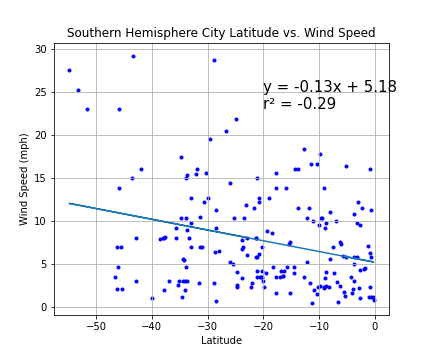 Southern Hemisphere City Latitude vs. Wind Speed
30
25
20
15
10
5
0
Wind Speed (mph)
y = -0.13x + 5.18
r² = -0.29
−50 −40 −30 −20 −10 0
Latitude